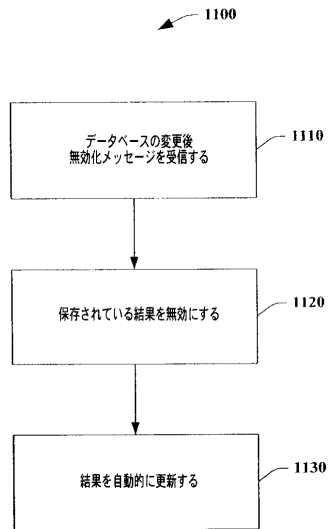 1100
データベースの変更後
無効化メッセージを受信する
1110
保存されている結果を無効にする
1120
結果を自動的に更新する
1130